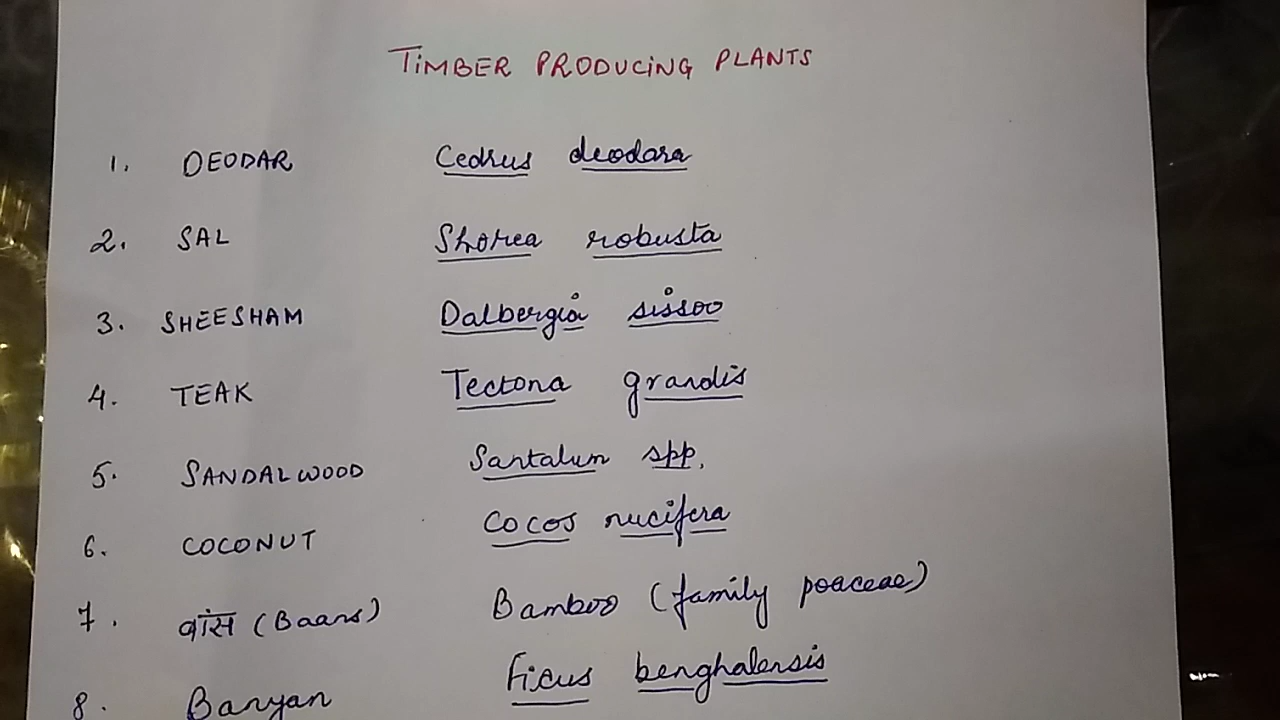 TIMBER PRODUCING PLANTS
1. DEODAR Cedrus deodara
2. SAL Shorea robusta
3. SHEESHAM Dalbergia sissoo
4. TEAK Tectona grandis
5. SANDALWOOD Santalum spp.
6. COCONUT Cocos nucifera
7. बांस (Baans) Bamboo (family poaceae)
8. Banyan Ficus benghalensis